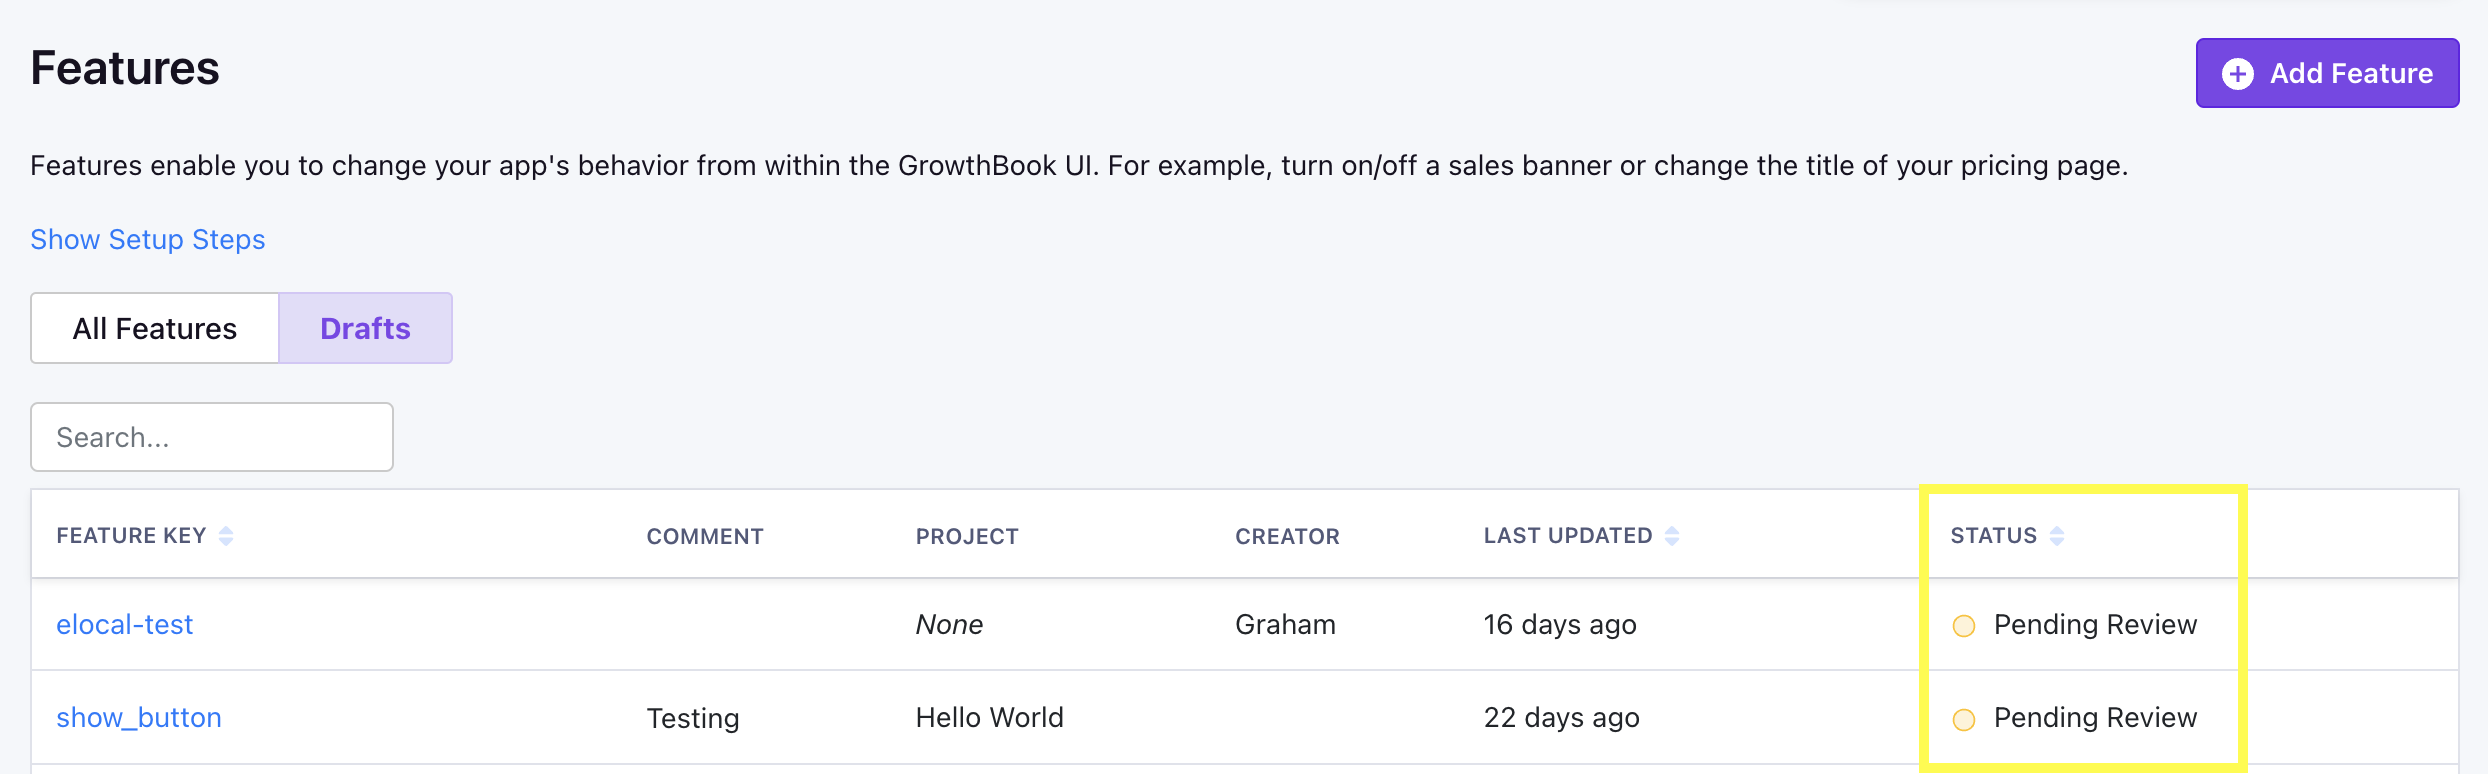 Features
Add Feature
Features enable you to change your app's behavior from within the GrowthBook UI. For example, turn on/off a sales banner or change the title of your pricing page.
Show Setup Steps
All Features Drafts
Search...
FEATURE KEY COMMENT PROJECT CREATOR LAST UPDATED STATUS
elocal-test None Graham 16 days ago Pending Review
show_button Testing Hello World 22 days ago Pending Review